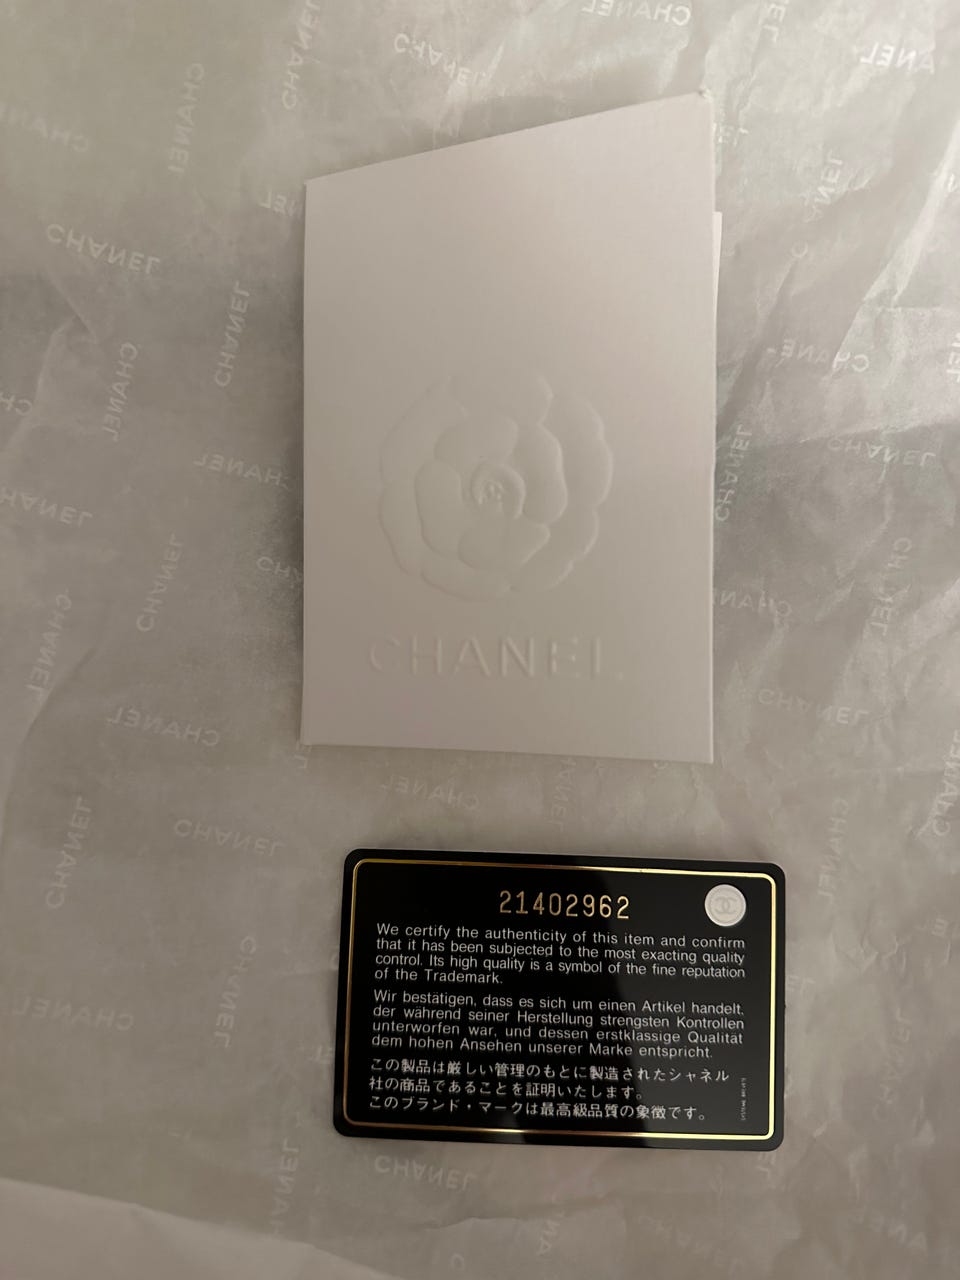 CHANEL
21402962
We certify the authenticity of this item and confirm
that it has been subjected to the most exacting quality
control. Its high quality is a symbol of the fine reputation
of the Trademark.
Wir bestätigen, dass es sich um einen Artikel handelt,
der während seiner Herstellung strengsten Kontrollen
unterworfen war, und dessen erstklassige Qualität
dem hohen Ansehen unserer Marke entspricht.
この製品は厳しい管理のもとに製造されたシャネル
社の商品であることを証明いたします。
このブランド・マークは最高級品質の象徴です。